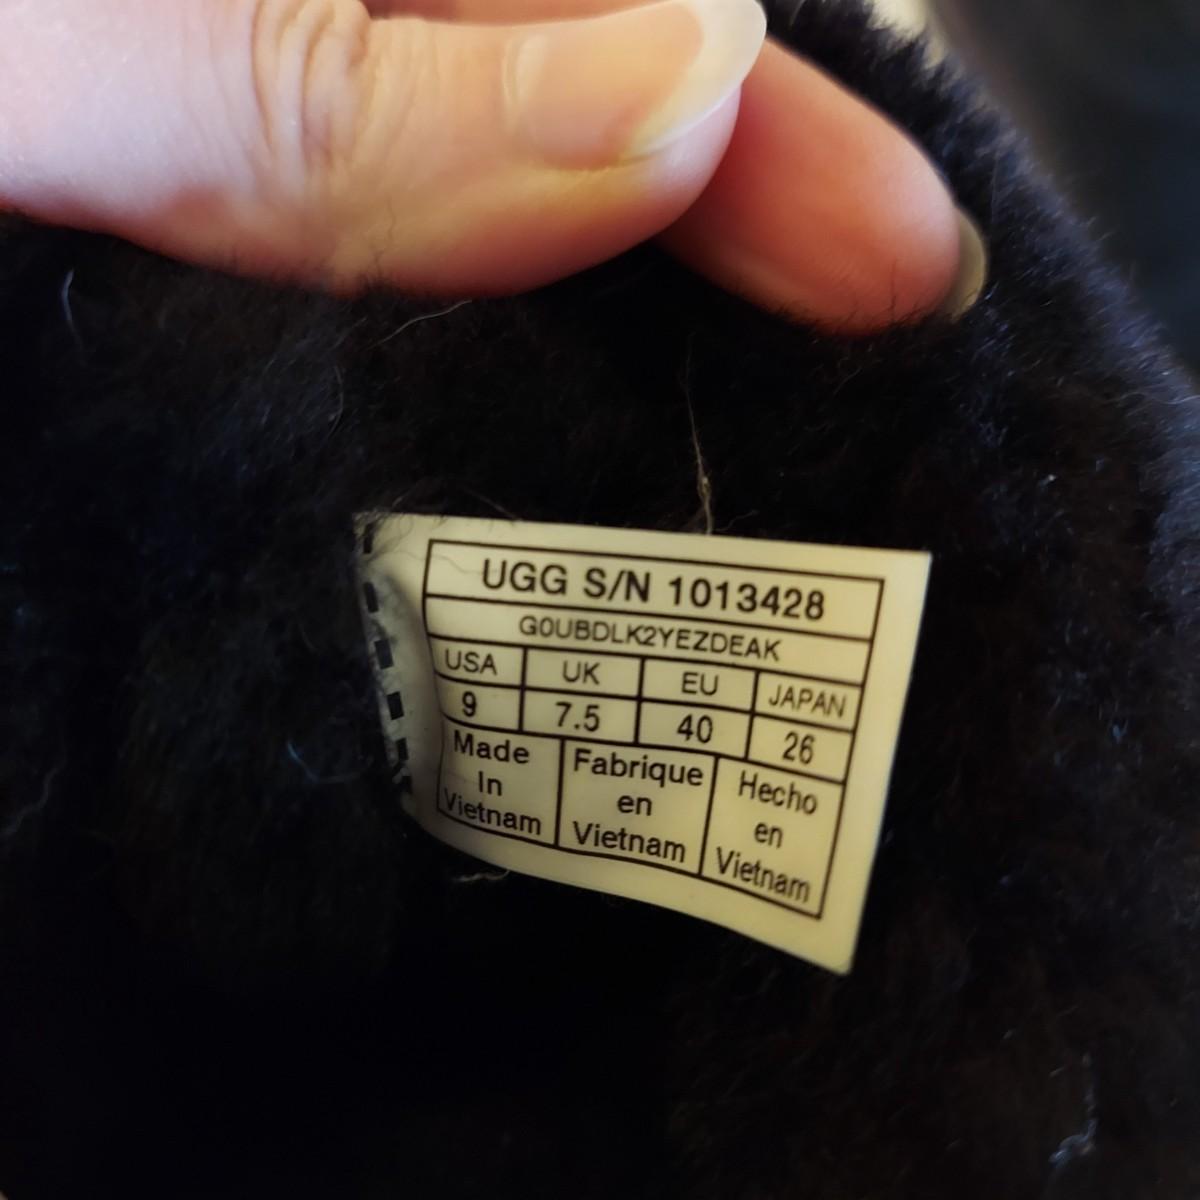 UGG S/N 1013428
G0UBDLK2YEZDEAK
USA UK EU JAPAN
9 7.5 40 26
Made In Vietnam
Fabrique en Vietnam
Hecho en Vietnam